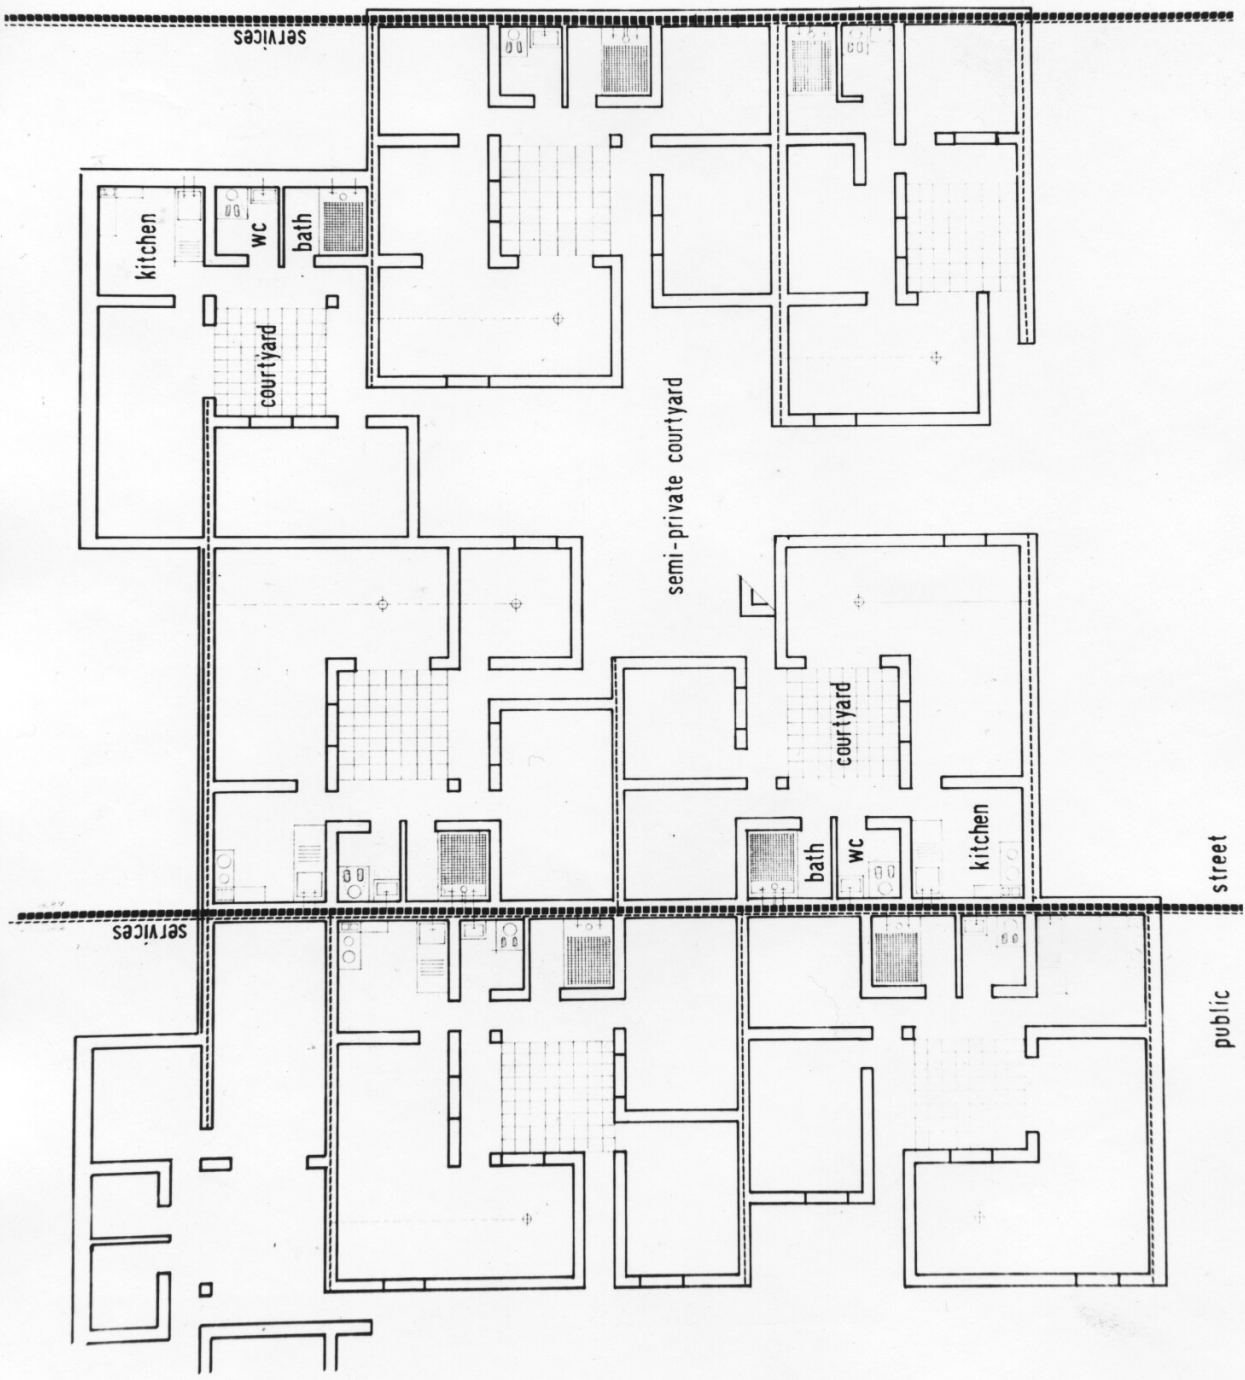 services
kitchen
wc
bath
courtyard
semi-private courtyard
courtyard
bath
wc
kitchen
services
street
public